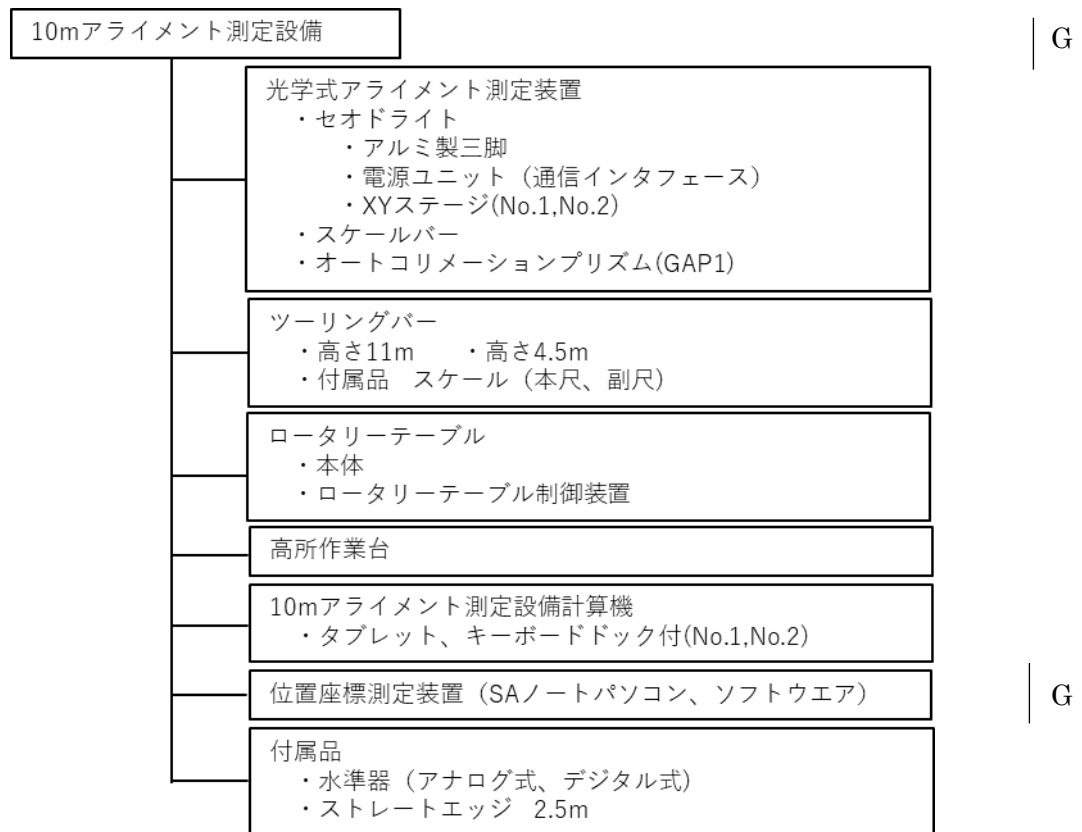 10mアライメント測定設備
G
光学式アライメント測定装置
・セオドライト
・アルミ製三脚
・電源ユニット（通信インタフェース）
・XYステージ(No.1,No.2)
・スケールバー
・オートコリメーションプリズム(GAP1)
ツーリングバー
・高さ11m ・高さ4.5m
・付属品 スケール（本尺、副尺）
ロータリーテーブル
・本体
・ロータリーテーブル制御装置
高所作業台
10mアライメント測定設備計算機
・タブレット、キーボードドック付(No.1,No.2)
位置座標測定装置（SAノートパソコン、ソフトウエア）
G
付属品
・水準器（アナログ式、デジタル式）
・ストレートエッジ 2.5m